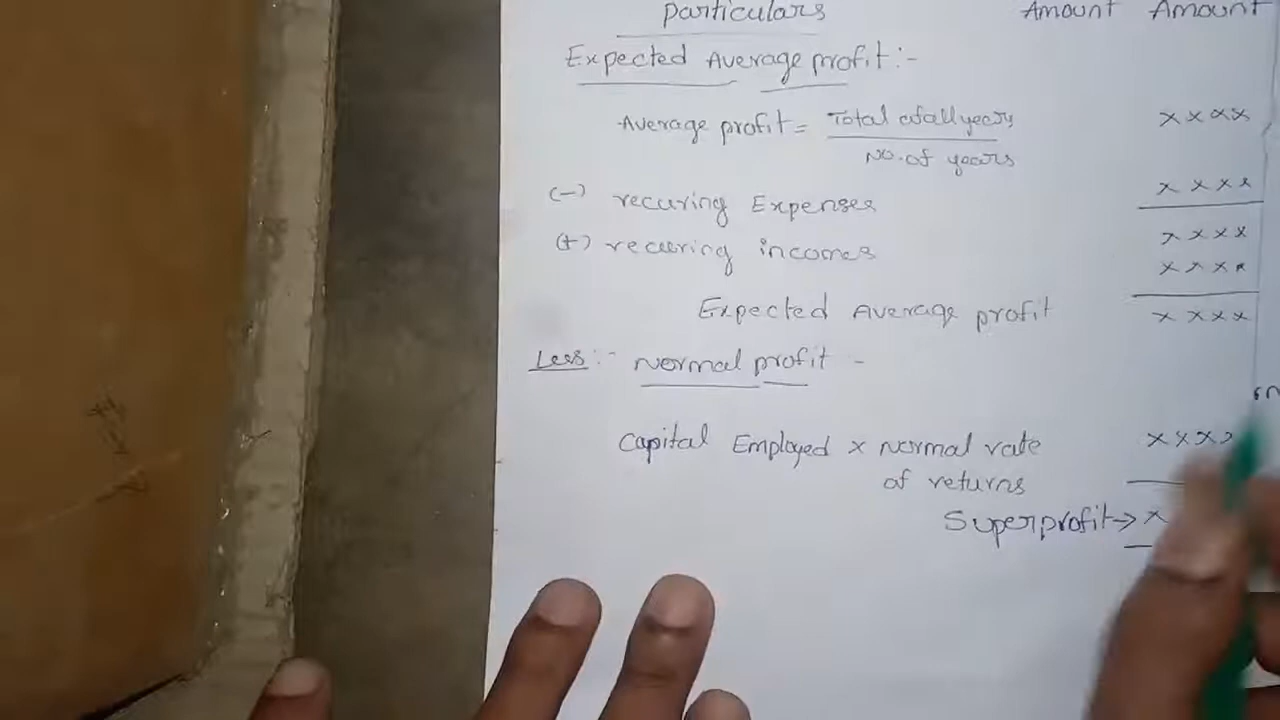 Particulars Amount Amount
Expected Average profit :-
Average profit = Total of all years xxxx
No. of years
(-) recuring Expenses xxxx
xxxx
(+) recuring incomes xxxx
Expected Average profit xxxx
Less :- Normal profit -
Capital Employed x Normal rate xxxx
of returns
Superprofit → x